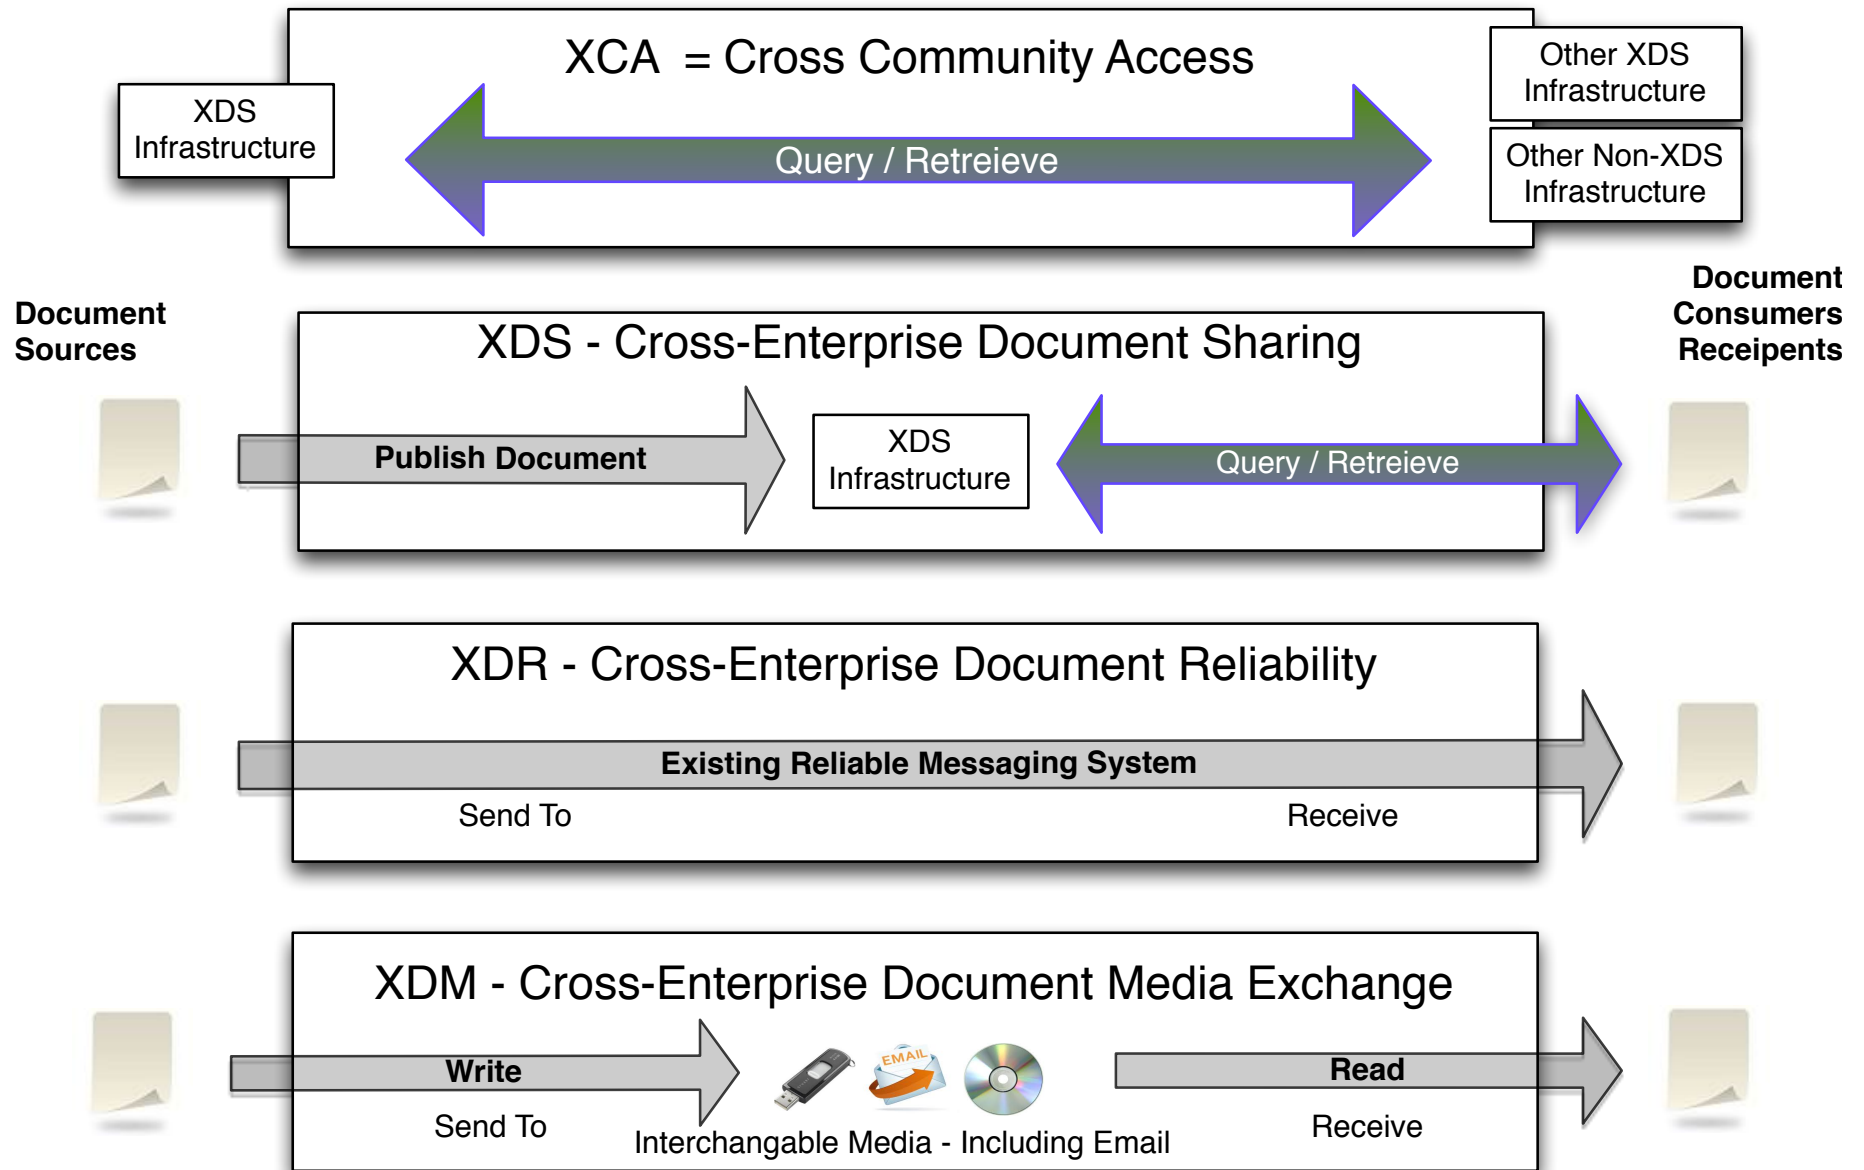 XCA  = Cross Community Access
XDS
Infrastructure
Query / Retreieve
Other XDS
Infrastructure
Other Non-XDS
Infrastructure
Document
Sources
Document
Consumers
Receipents
XDS - Cross-Enterprise Document Sharing
Publish Document
XDS
Infrastructure
Query / Retreieve
XDR - Cross-Enterprise Document Reliability
Existing Reliable Messaging System
Send To
Receive
XDM - Cross-Enterprise Document Media Exchange
Write
EMAIL
Read
Send To
Receive
Interchangable Media - Including Email